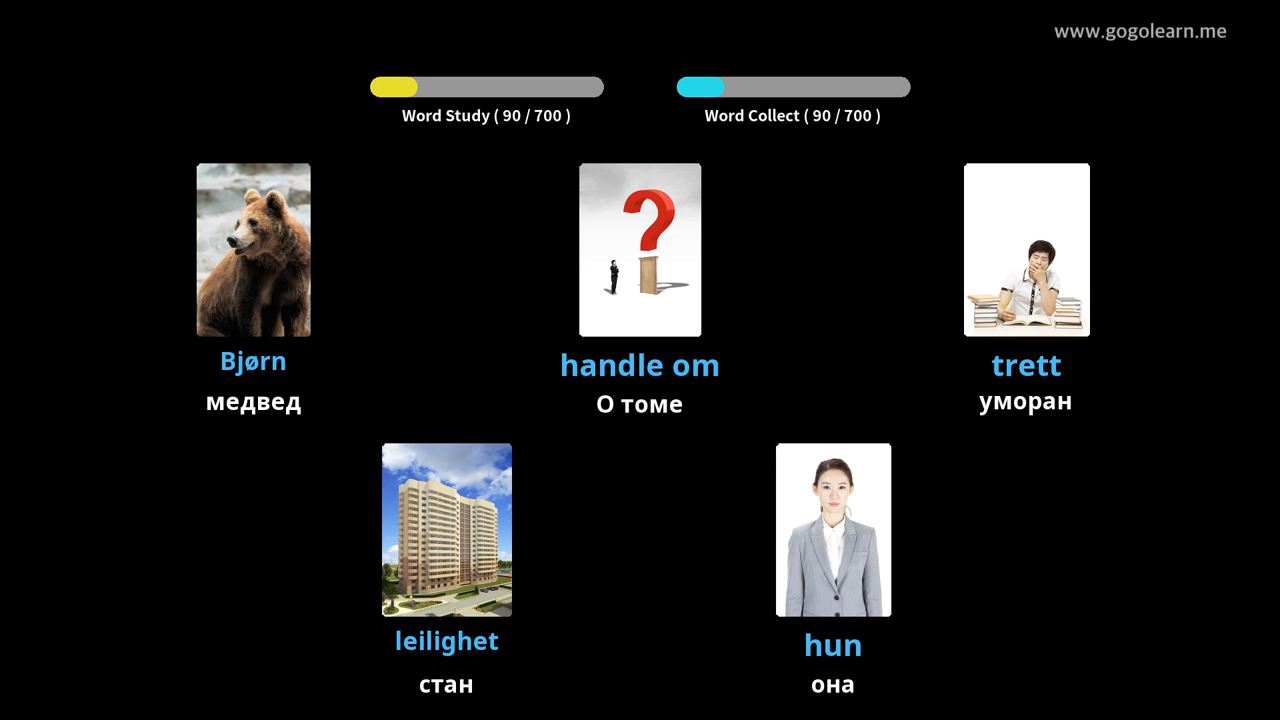 www.gogolearn.me
Word Study ( 90 / 700 )
Word Collect ( 90 / 700 )
Bjørn
медвед
handle om
О томе
trett
уморан
leilighet
стан
hun
она